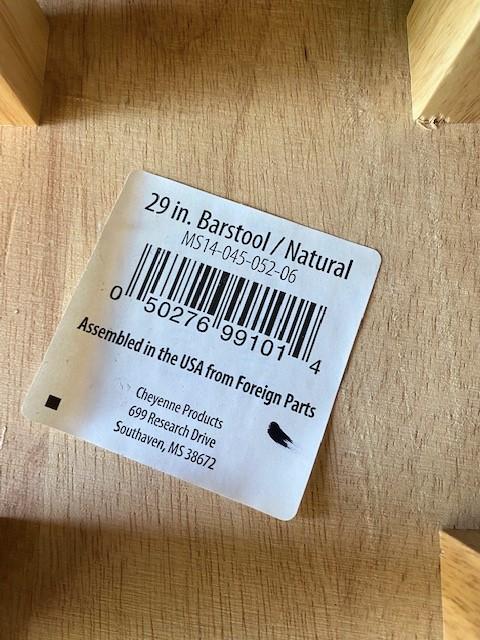 29 in. Barstool / Natural
MS14-045-052-06
0 50276 99101 4
Assembled in the USA from Foreign Parts
Cheyenne Products
699 Research Drive
Southaven, MS 38672